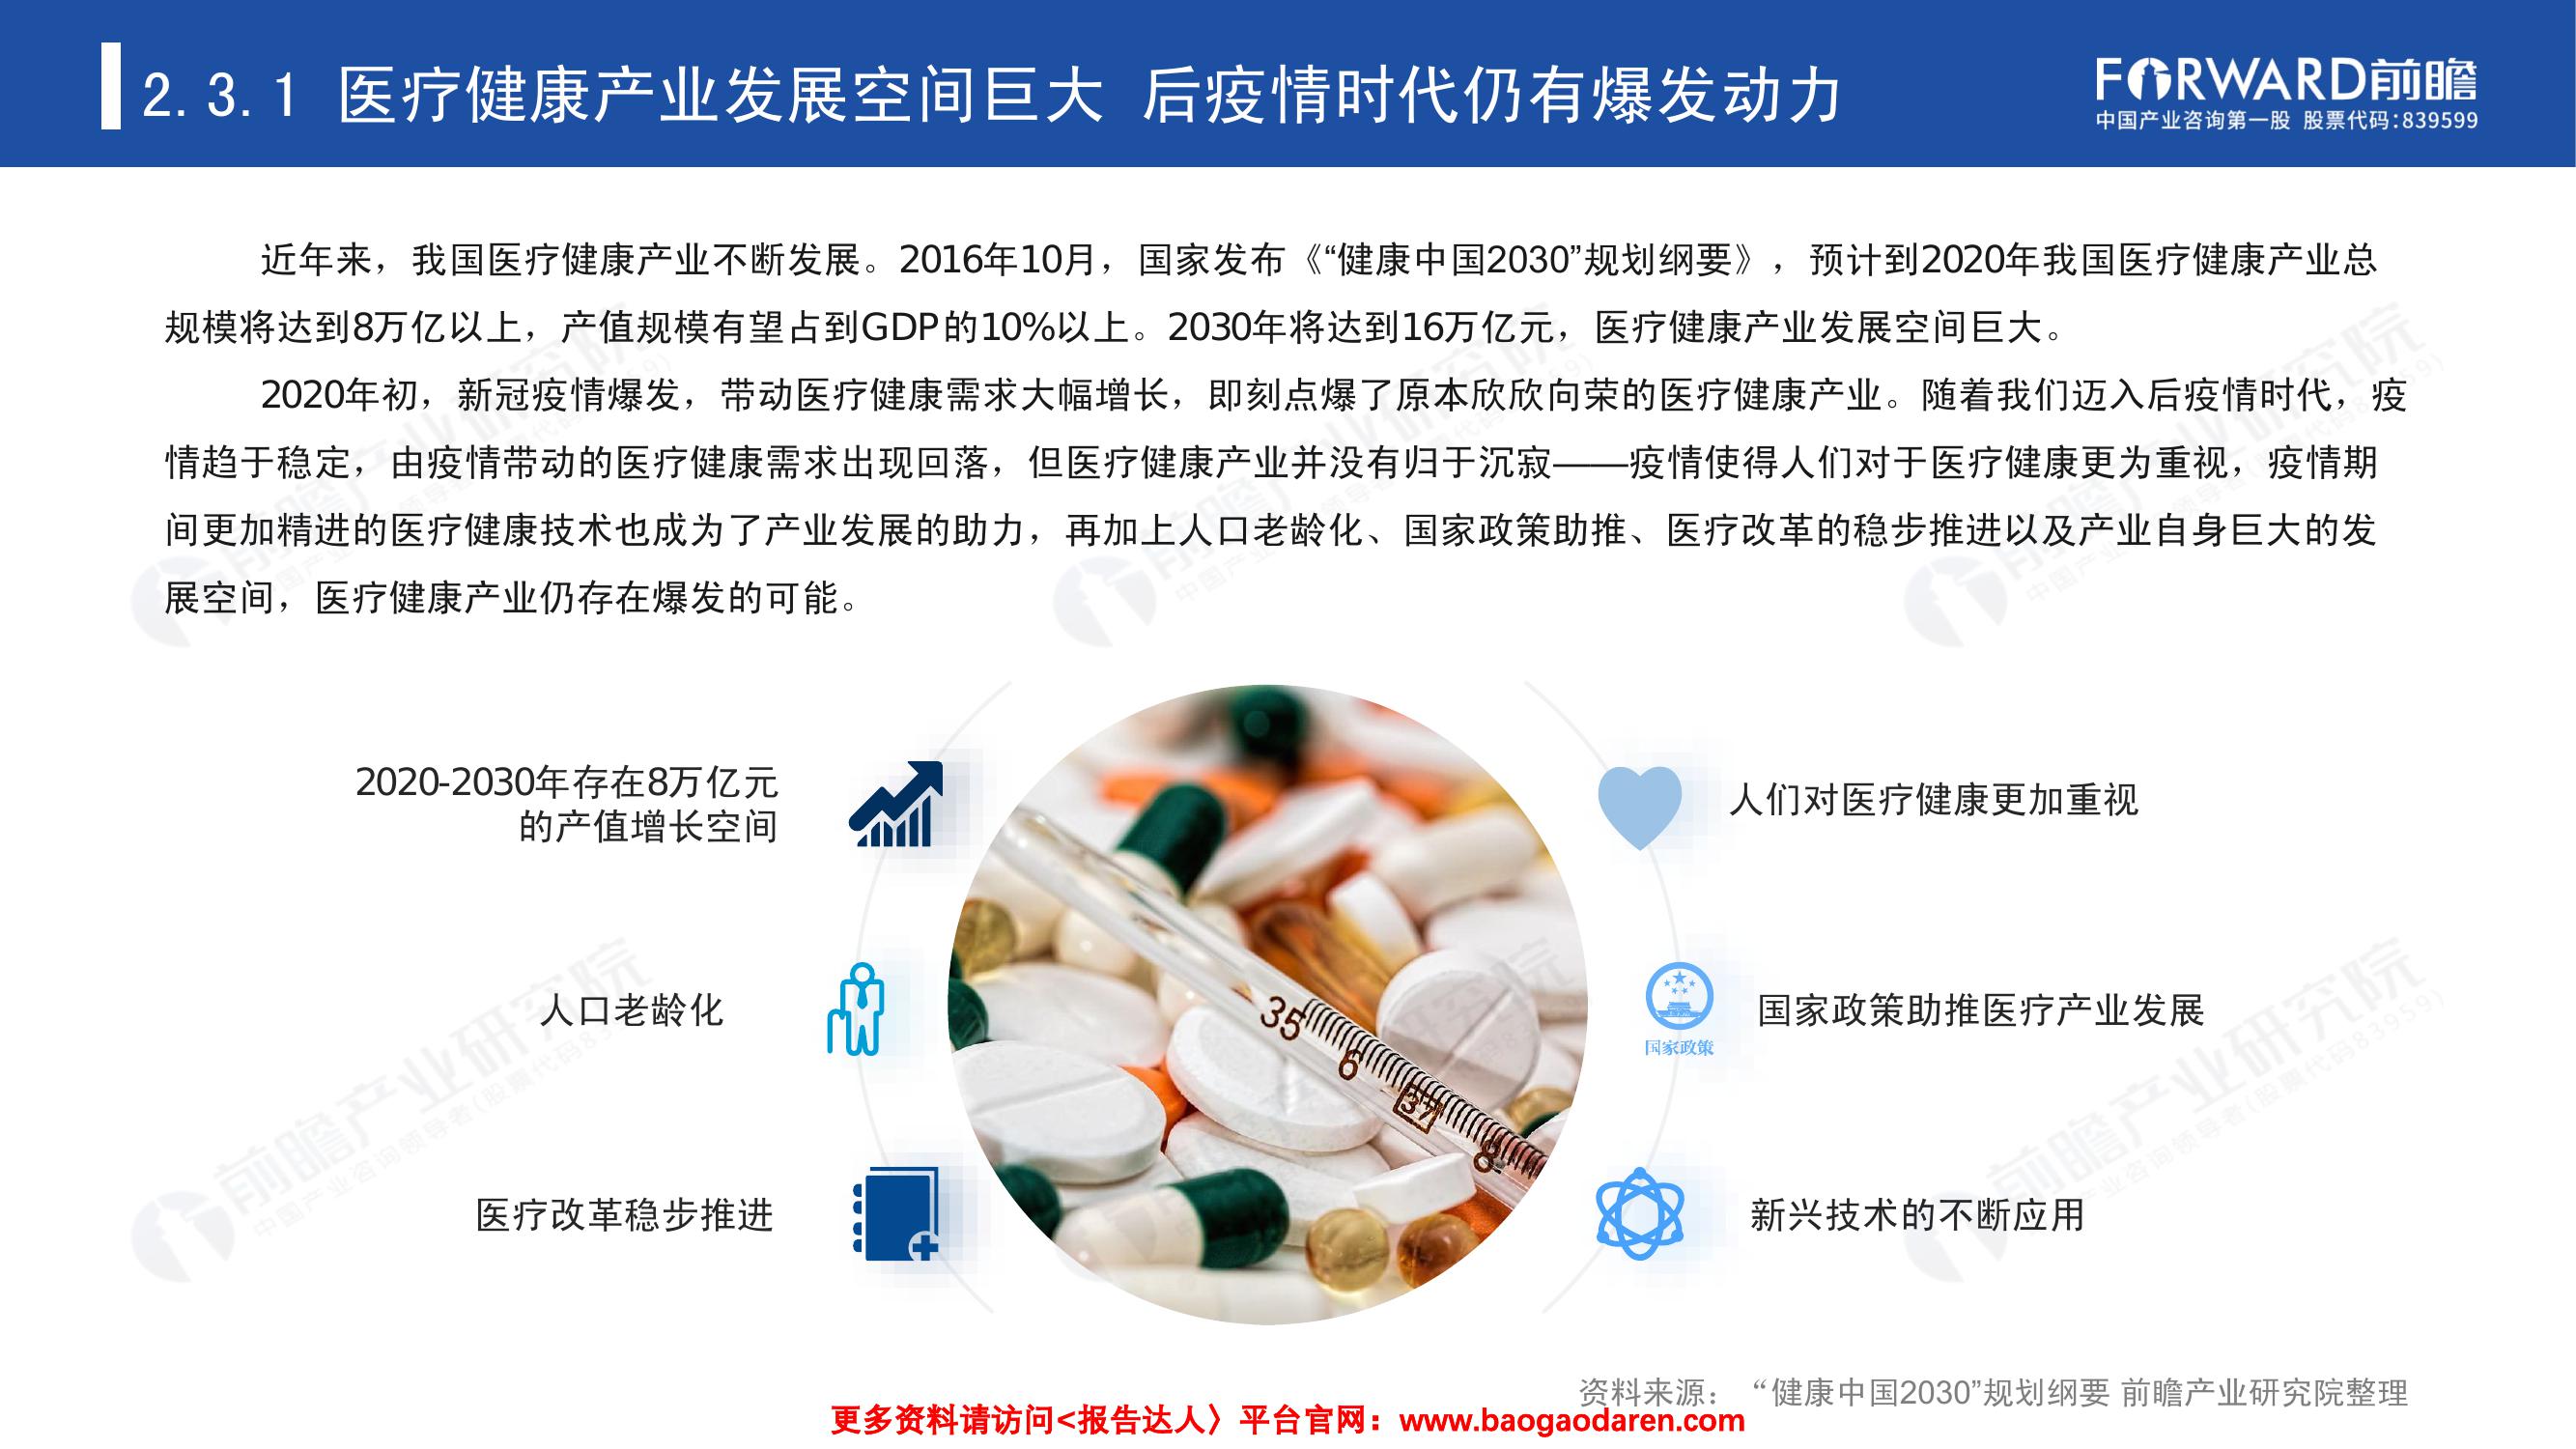 2.3.1 医疗健康产业发展空间巨大 后疫情时代仍有爆发动力
FORWARD前瞻
中国产业咨询第一股 股票代码:839599
近年来，我国医疗健康产业不断发展。2016年10月，国家发布《“健康中国2030”规划纲要》，预计到2020年我国医疗健康产业总
规模将达到8万亿以上，产值规模有望占到GDP的10%以上。2030年将达到16万亿元，医疗健康产业发展空间巨大。
2020年初，新冠疫情爆发，带动医疗健康需求大幅增长，即刻点爆了原本欣欣向荣的医疗健康产业。随着我们迈入后疫情时代，疫
情趋于稳定，由疫情带动的医疗健康需求出现回落，但医疗健康产业并没有归于沉寂——疫情使得人们对于医疗健康更为重视，疫情期
间更加精进的医疗健康技术也成为了产业发展的助力，再加上人口老龄化、国家政策助推、医疗改革的稳步推进以及产业自身巨大的发
展空间，医疗健康产业仍存在爆发的可能。
2020-2030年存在8万亿元
的产值增长空间
人们对医疗健康更加重视
人口老龄化
国家政策
国家政策助推医疗产业发展
医疗改革稳步推进
新兴技术的不断应用
35
6
37
8
资料来源：“健康中国2030”规划纲要 前瞻产业研究院整理
更多资料请访问<报告达人〉平台官网：www.baogaodaren.com
前瞻产业研究院